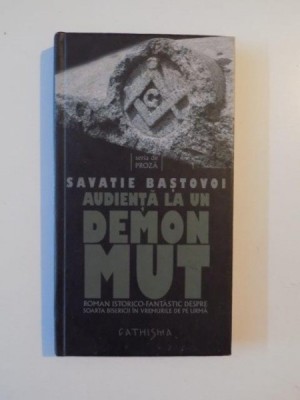 G
seria de
PROZĂ
SAVATIE BAȘTOVOI
AUDIENȚĂ LA UN
DEMON
MUT
ROMAN ISTORICO-FANTASTIC DESPRE
SOARTA BISERICII ÎN VREMURILE DE PE URMĂ
CATHISMA